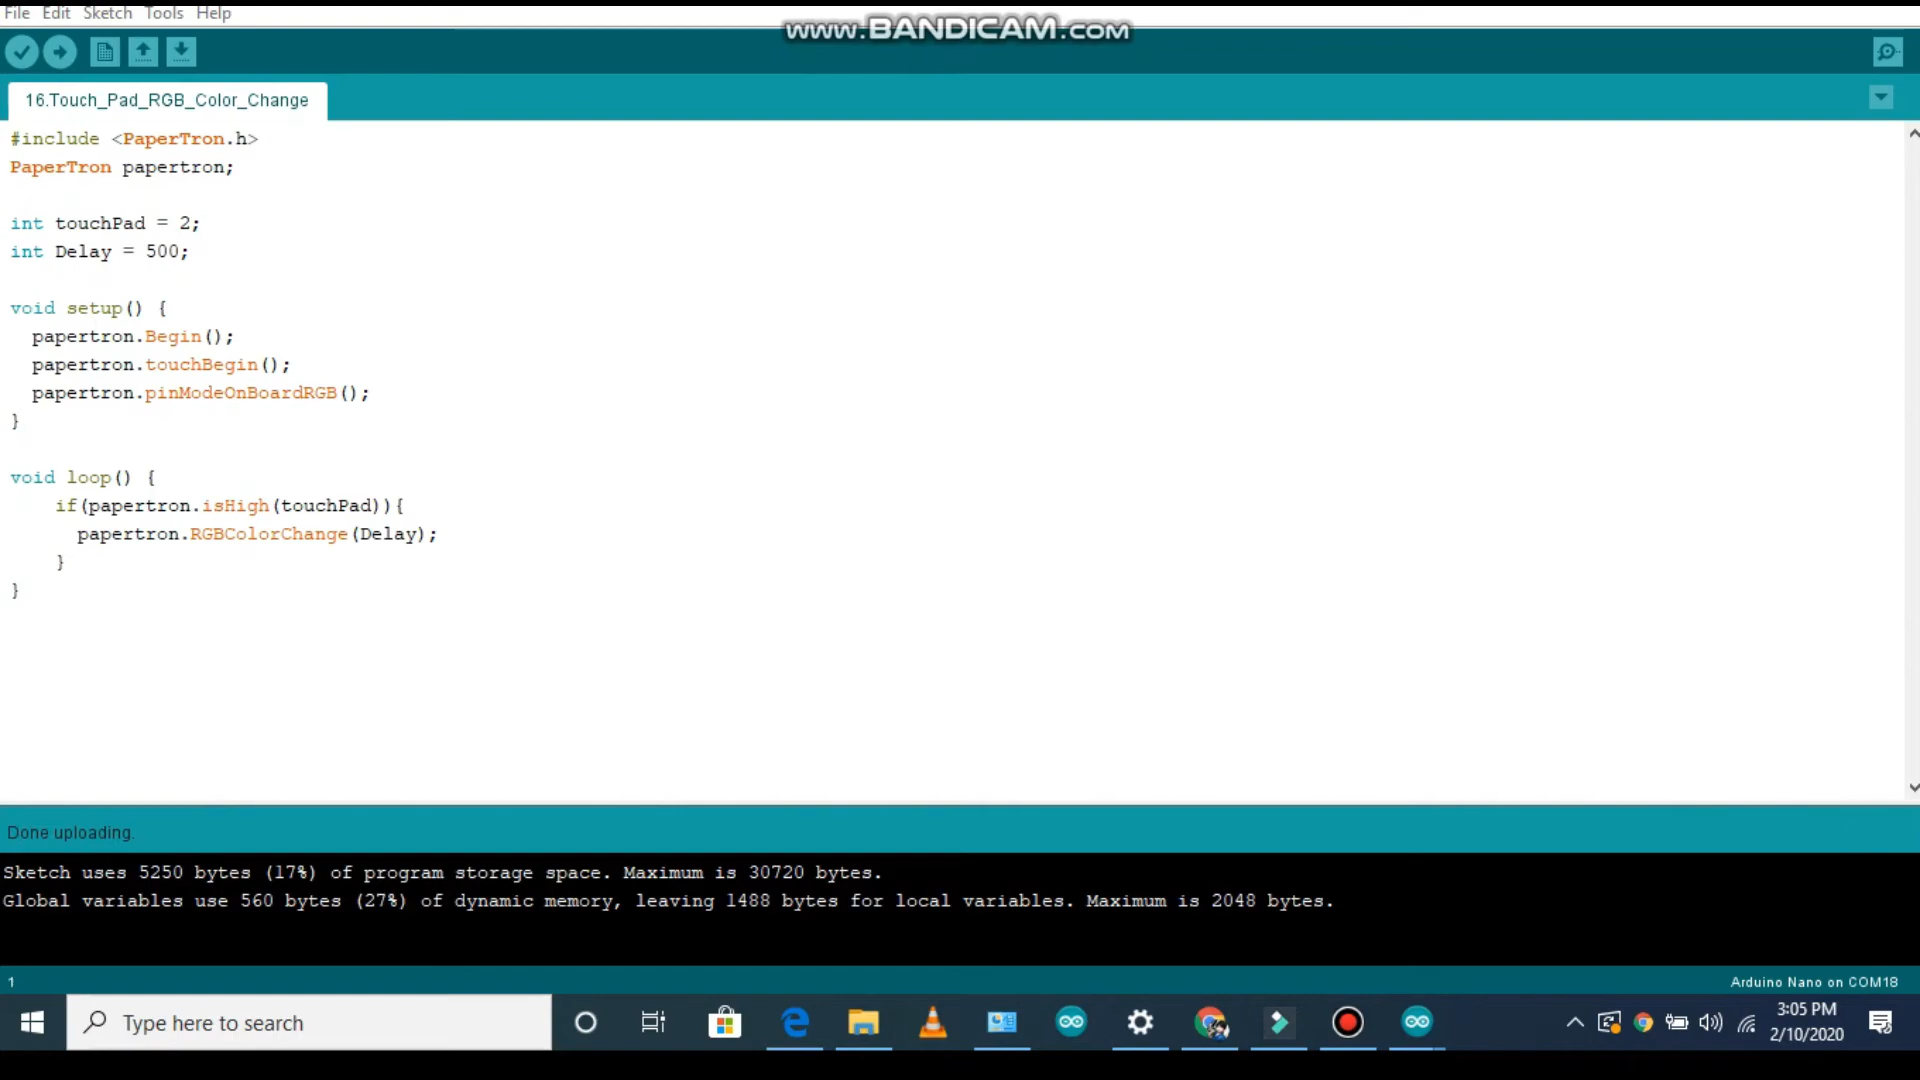 File Edit Sketch Tools Help
www.BANDICAM.com
16.Touch_Pad_RGB_Color_Change
#include <PaperTron.h>
PaperTron papertron;
int touchPad = 2;
int Delay = 500;
void setup() {
papertron.Begin();
papertron.touchBegin();
papertron.pinModeOnBoardRGB();
}
void loop() {
if(papertron.isHigh(touchPad)){
papertron.RGBColorChange(Delay);
}
}
Done uploading.
Sketch uses 5250 bytes (17%) of program storage space. Maximum is 30720 bytes.
Global variables use 560 bytes (27%) of dynamic memory, leaving 1488 bytes for local variables. Maximum is 2048 bytes.
1
Arduino Nano on COM18
Type here to search
3:05 PM
2/10/2020